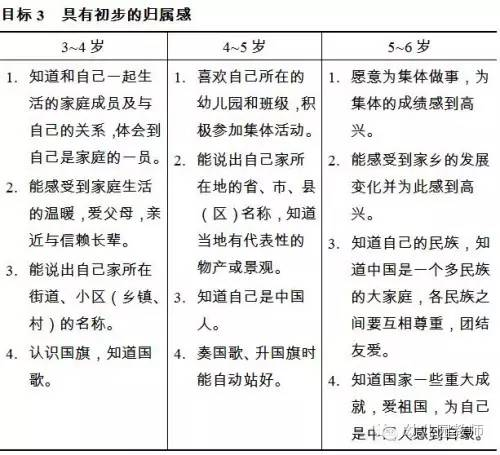 目标 3 具有初步的归属感
3~4 岁
1. 知道和自己一起生
活的家庭成员及与
自己的关系，体会到
自己是家庭的一员。
2. 能感受到家庭生活
的温暖，爱父母，亲
近与信赖长辈。
3. 能说出自己家所在
街道、小区（乡镇、
村）的名称。
4. 认识国旗，知道国
歌。
4~5 岁
1. 喜欢自己所在的
幼儿园和班级，积
极参加集体活动。
2. 能说出自己家所
在地的省、市、县
（区）名称，知道
当地有代表性的
物产或景观。
3. 知道自己是中国
人。
4. 奏国歌、升国旗时
能自动站好。
5~6 岁
1. 愿意为集体做事，为
集体的成绩感到高
兴。
2. 能感受到家乡的发展
变化并为此感到高
兴。
3. 知道自己的民族，知
道中国是一个多民族
的大家庭，各民族之
间要互相尊重，团结
友爱。
4. 知道国家一些重大成
就，爱祖国，为自己
是中国人感到自豪。
教师